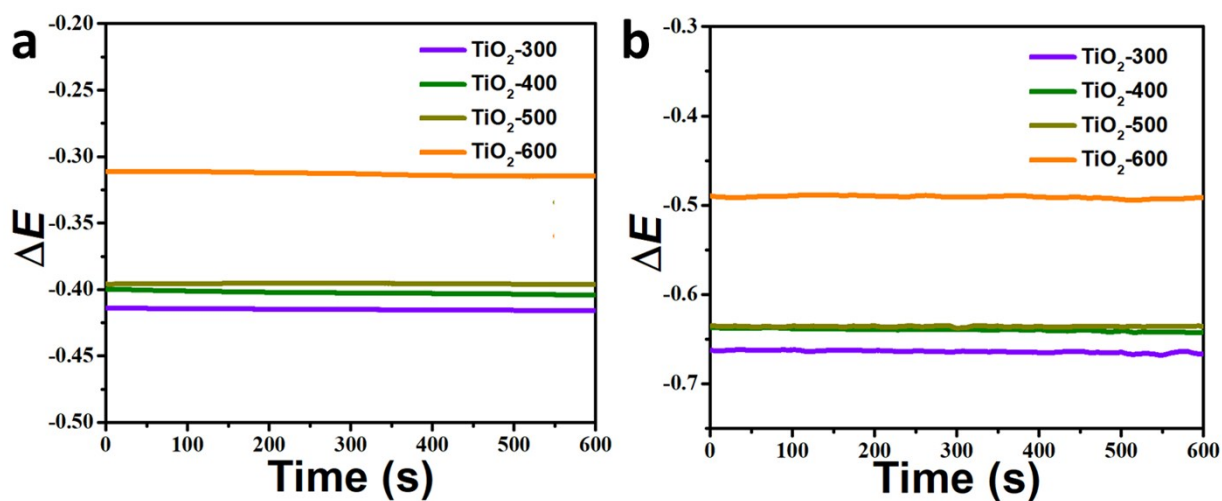 a
-0.20
-0.25
-0.30
-0.35
-0.40
-0.45
-0.50
ΔE
TiO2-300
TiO2-400
TiO2-500
TiO2-600
0 100 200 300 400 500 600
Time (s)
b
-0.3
-0.4
-0.5
-0.6
-0.7
ΔE
TiO2-300
TiO2-400
TiO2-500
TiO2-600
0 100 200 300 400 500 600
Time (s)